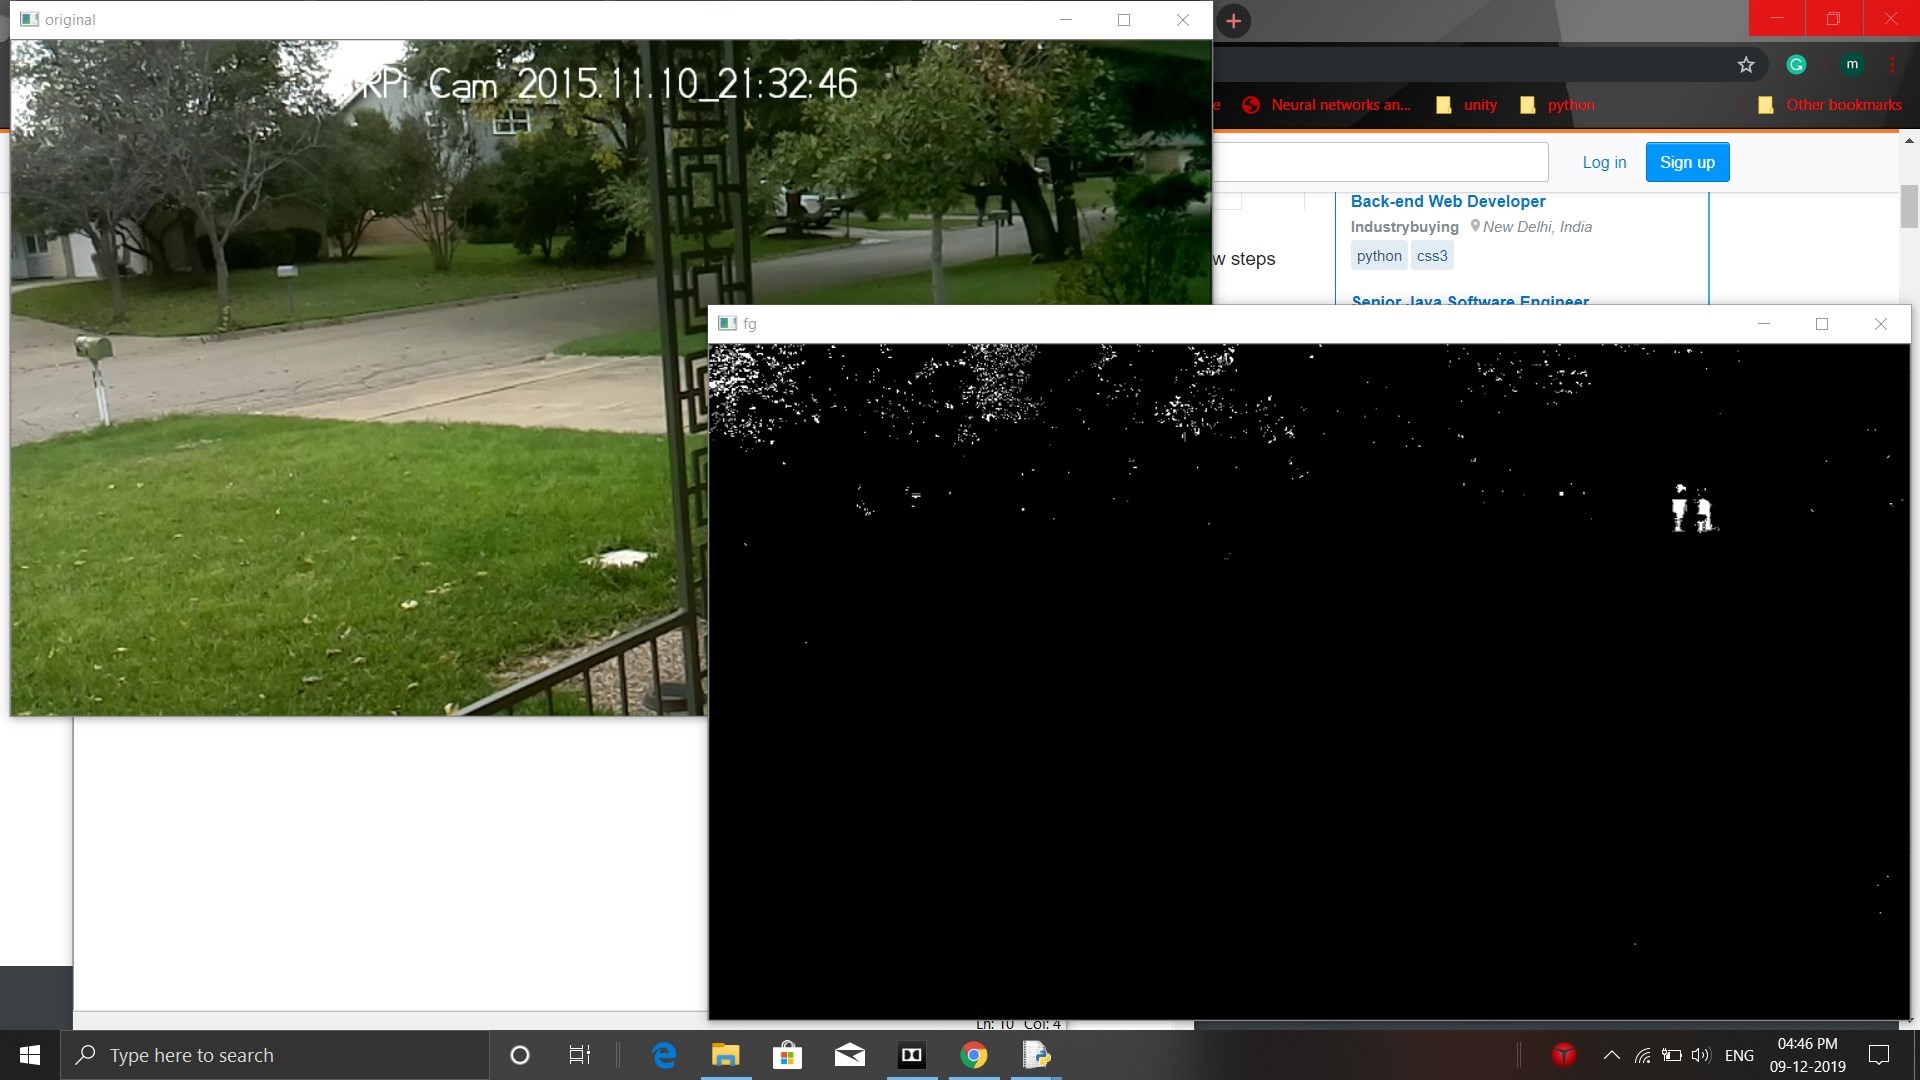 original
RPi Cam 2015.11.10_21:32:46
m
e
Neural networks an...
unity
python
Other bookmarks
Log in
Sign up
Back-end Web Developer
Industrybuying
New Delhi, India
python
css3
w steps
Senior Java Software Engineer
fg
Ln: 10 Col: 4
Type here to search
ENG
04:46 PM
09-12-2019